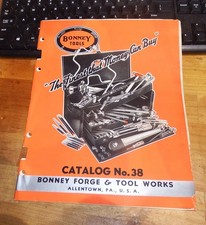 BONNEY
TOOLS
"The Finest that Money Can Buy"
CATALOG No. 38
BONNEY FORGE & TOOL WORKS
ALLENTOWN, PA., U. S. A.